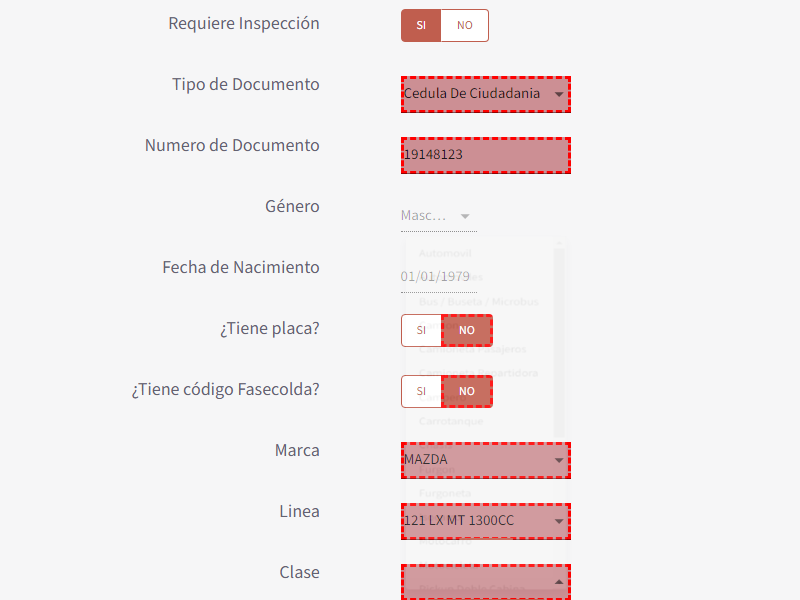 Requiere Inspección SI NO
Tipo de Documento Cedula De Ciudadania
Numero de Documento 19148123
Género Masc...
Automovil
Fecha de Nacimiento 01/01/1979
Bus / Buseta / Microbus
¿Tiene placa? SI NO
¿Tiene código Fasecolda? SI NO
Carrotanque
Marca MAZDA
Furgon
Furgoneta
Linea 121 LX MT 1300CC
Clase